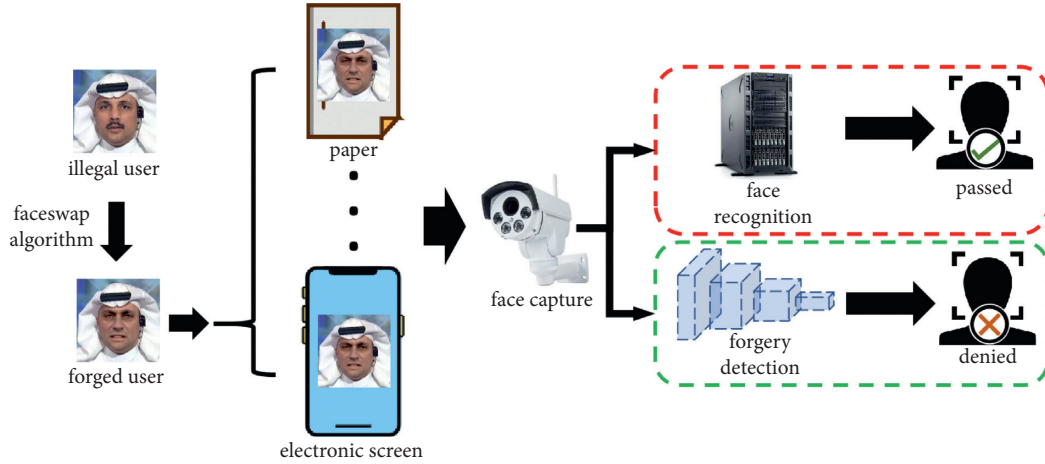 illegal user
faceswap
algorithm
forged user
paper
electronic screen
face capture
face
recognition
passed
forgery
detection
denied